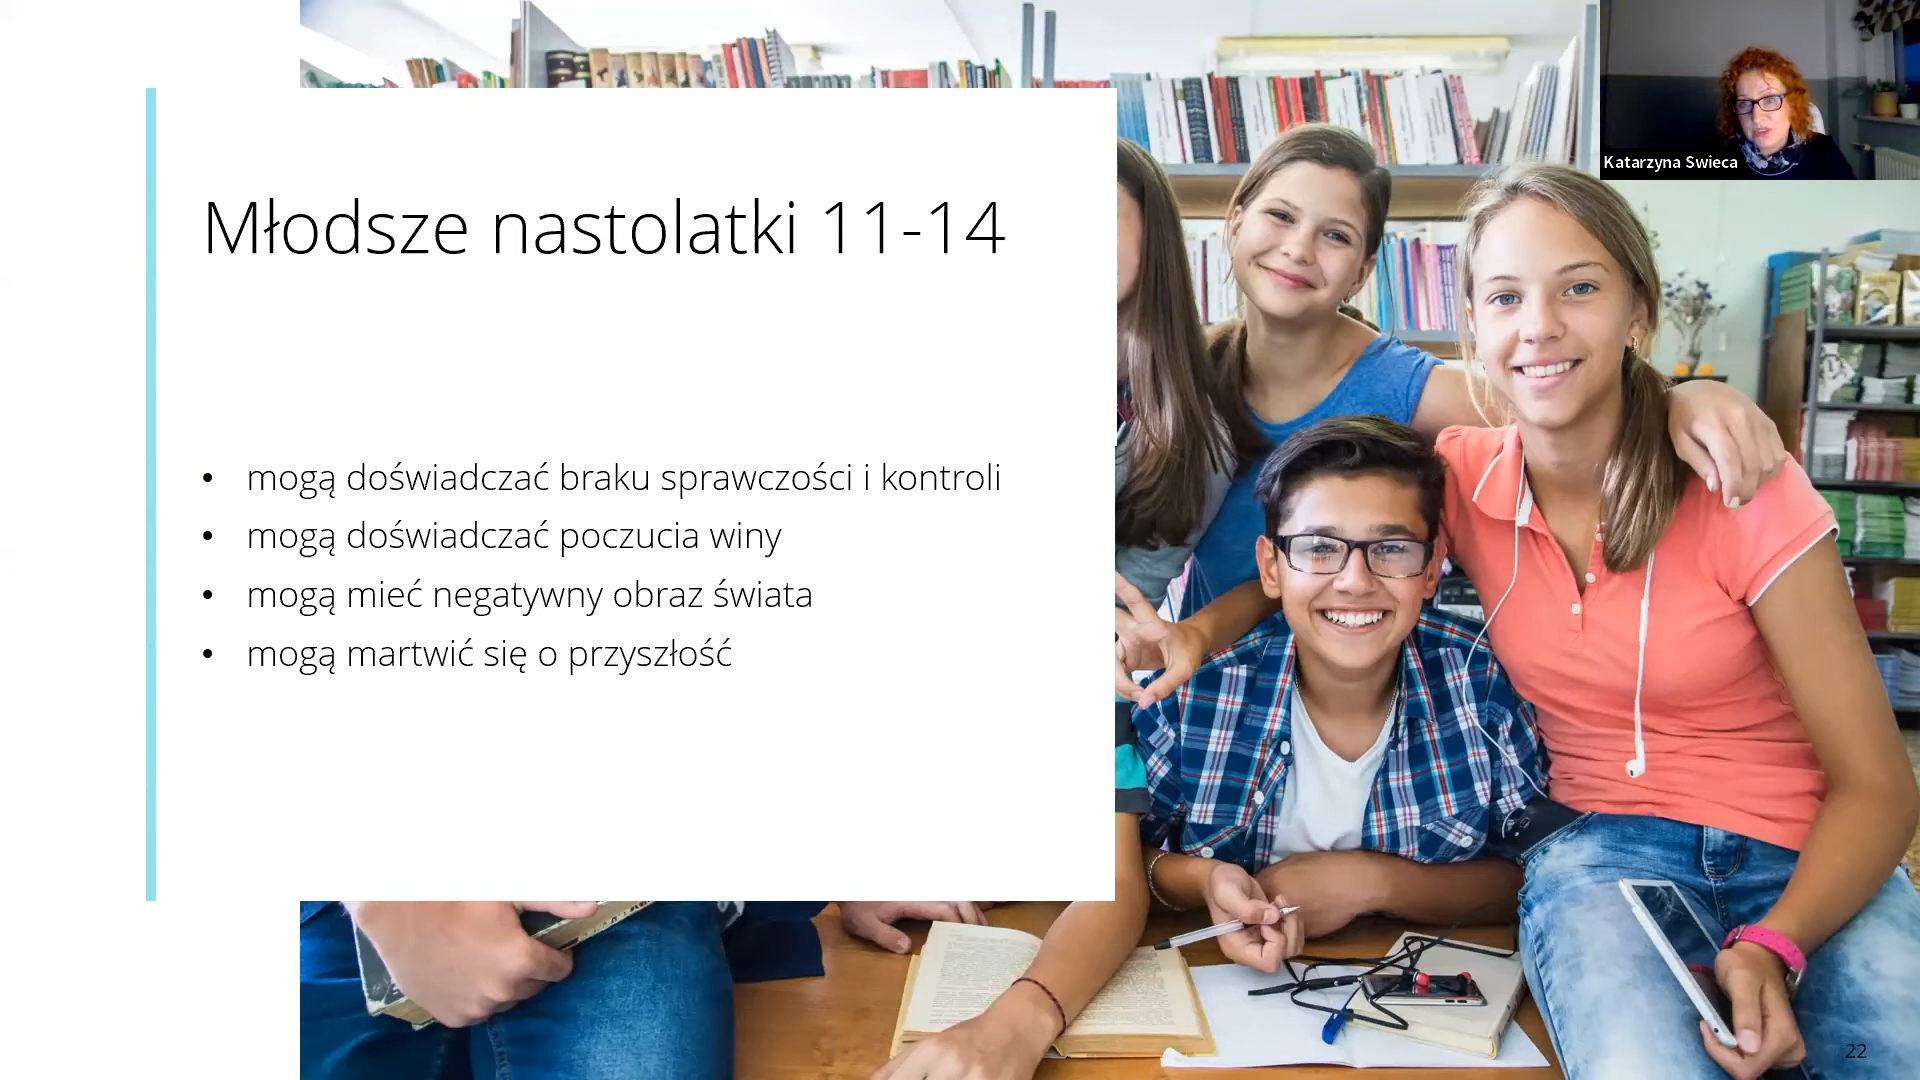 Katarzyna Swieca
Młodsze nastolatki 11-14
• mogą doświadczać braku sprawczości i kontroli
• mogą doświadczać poczucia winy
• mogą mieć negatywny obraz świata
• mogą martwić się o przyszłość
22